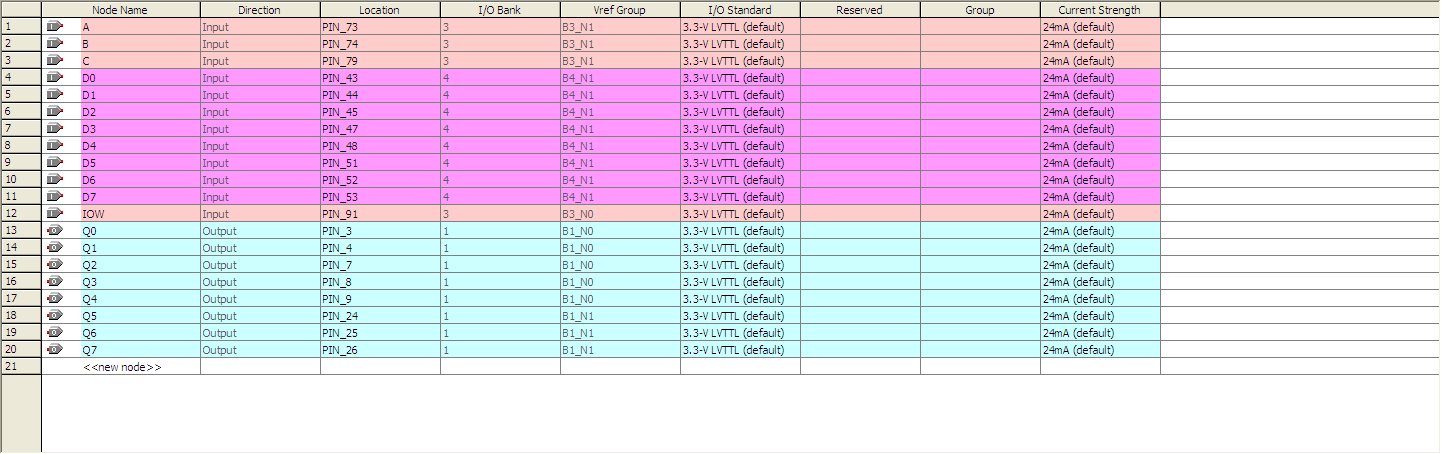 Node Name Direction Location I/O Bank Vref Group I/O Standard Reserved Group Current Strength
1 A Input PIN_73 3 B3_N1 3.3-V LVTTL (default) 24mA (default)
2 B Input PIN_74 3 B3_N1 3.3-V LVTTL (default) 24mA (default)
3 C Input PIN_79 3 B3_N1 3.3-V LVTTL (default) 24mA (default)
4 D0 Input PIN_43 4 B4_N1 3.3-V LVTTL (default) 24mA (default)
5 D1 Input PIN_44 4 B4_N1 3.3-V LVTTL (default) 24mA (default)
6 D2 Input PIN_45 4 B4_N1 3.3-V LVTTL (default) 24mA (default)
7 D3 Input PIN_47 4 B4_N1 3.3-V LVTTL (default) 24mA (default)
8 D4 Input PIN_48 4 B4_N1 3.3-V LVTTL (default) 24mA (default)
9 D5 Input PIN_51 4 B4_N1 3.3-V LVTTL (default) 24mA (default)
10 D6 Input PIN_52 4 B4_N1 3.3-V LVTTL (default) 24mA (default)
11 D7 Input PIN_53 4 B4_N1 3.3-V LVTTL (default) 24mA (default)
12 IOW Input PIN_91 3 B3_N0 3.3-V LVTTL (default) 24mA (default)
13 Q0 Output PIN_3 1 B1_N0 3.3-V LVTTL (default) 24mA (default)
14 Q1 Output PIN_4 1 B1_N0 3.3-V LVTTL (default) 24mA (default)
15 Q2 Output PIN_7 1 B1_N0 3.3-V LVTTL (default) 24mA (default)
16 Q3 Output PIN_8 1 B1_N0 3.3-V LVTTL (default) 24mA (default)
17 Q4 Output PIN_9 1 B1_N0 3.3-V LVTTL (default) 24mA (default)
18 Q5 Output PIN_24 1 B1_N1 3.3-V LVTTL (default) 24mA (default)
19 Q6 Output PIN_25 1 B1_N1 3.3-V LVTTL (default) 24mA (default)
20 Q7 Output PIN_26 1 B1_N1 3.3-V LVTTL (default) 24mA (default)
21 <<new node>>